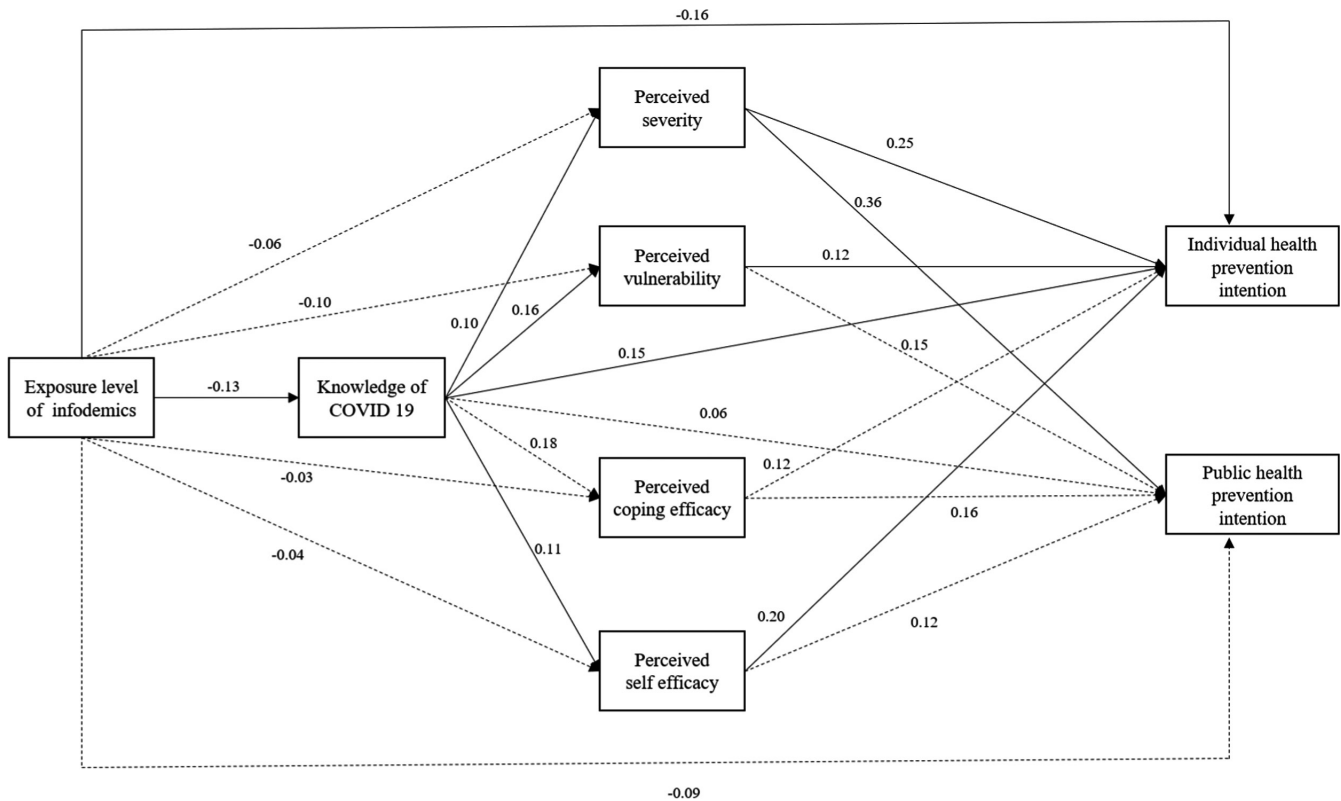 -0.16
Perceived
severity
0.25
0.36
-0.06
Individual health
prevention
intention
Perceived
vulnerability
0.12
-0.10
0.16
0.10
0.15
0.15
Exposure level
of infodemics
-0.13
Knowledge of
COVID 19
0.06
0.18
0.12
-0.03
Perceived
coping efficacy
0.16
Public health
prevention
intention
-0.04
0.11
0.20
0.12
Perceived
self efficacy
-0.09